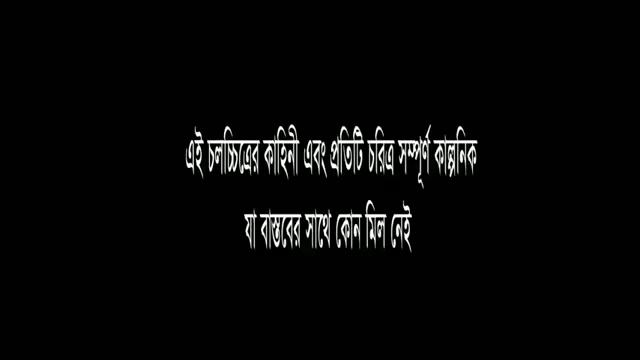 এই চলচ্চিত্রের কাহিনী এবং প্রতিটি চরিত্র সম্পূর্ণ কাল্পনিক
যা বাস্তবের সাথে কোন মিল নেই